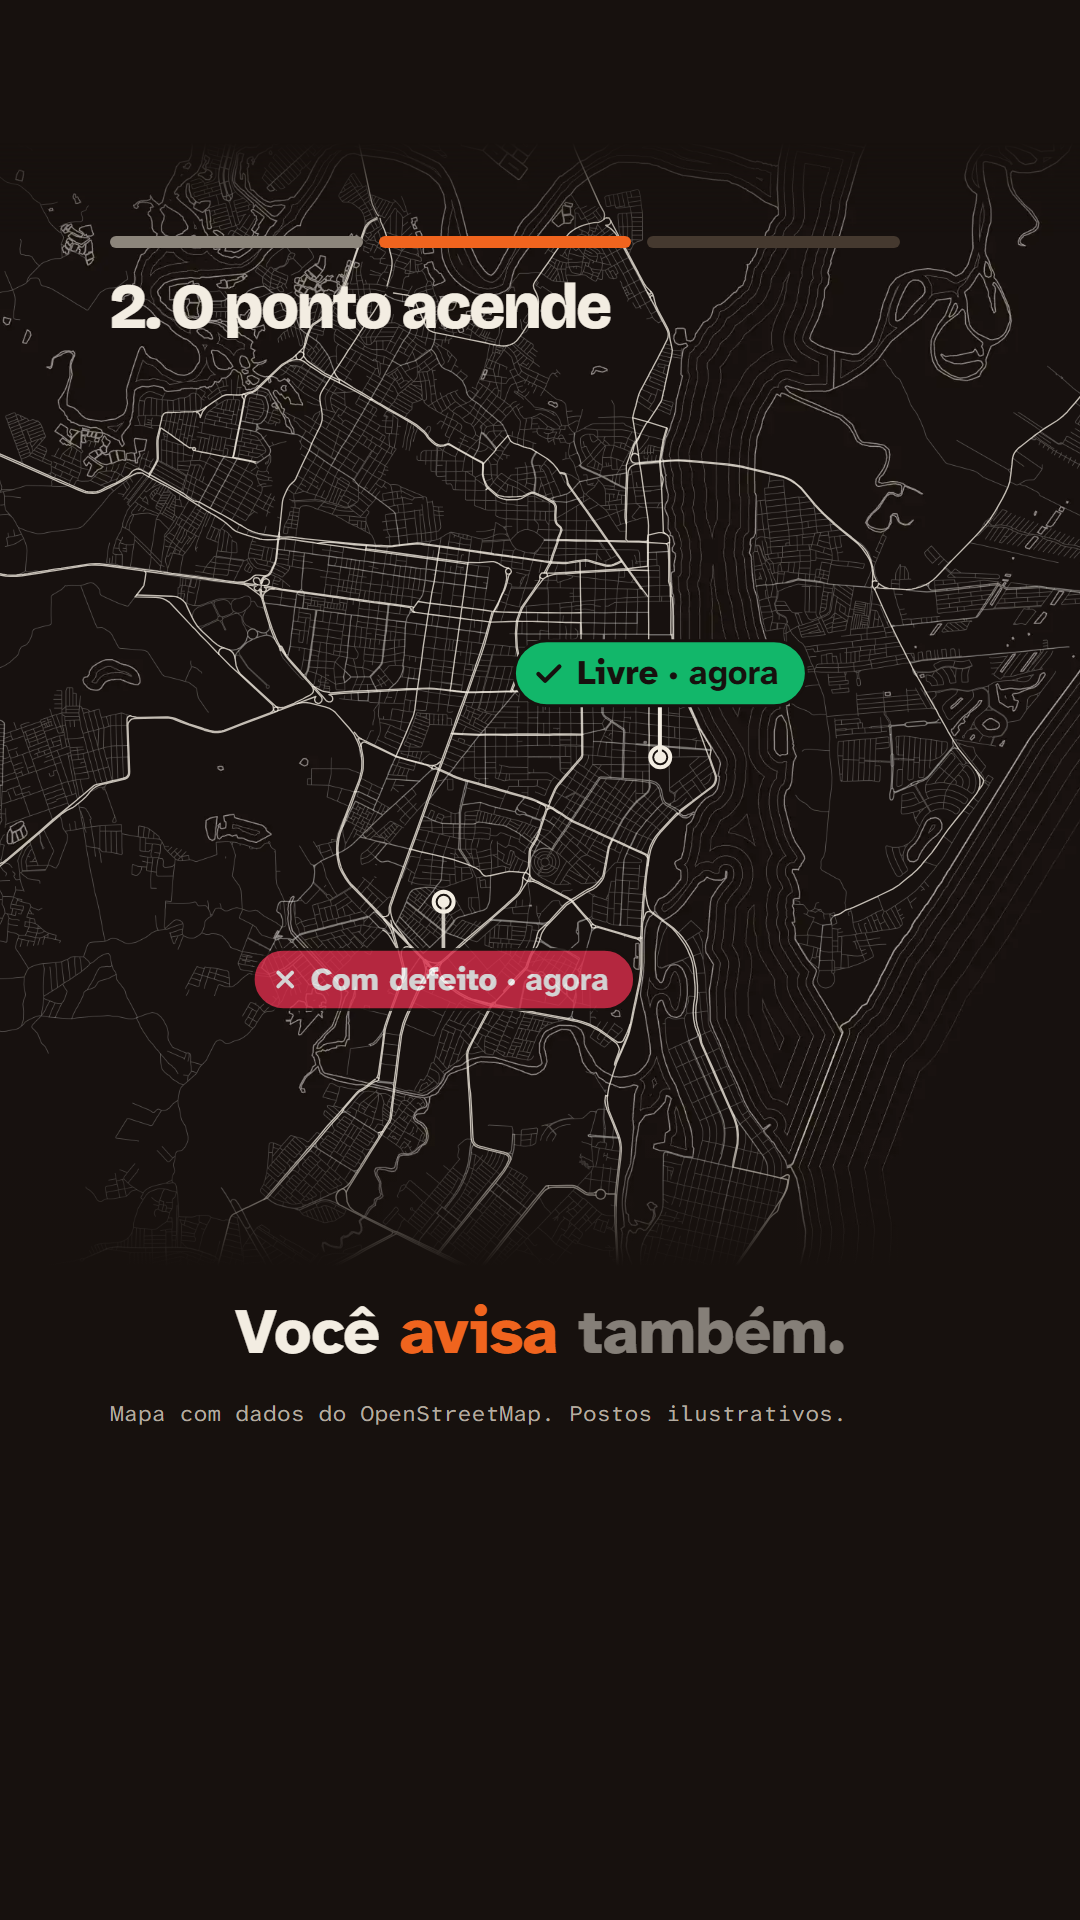 2. O ponto acende
Livre · agora
Com defeito · agora
Você avisa também.
Mapa com dados do OpenStreetMap. Postos ilustrativos.